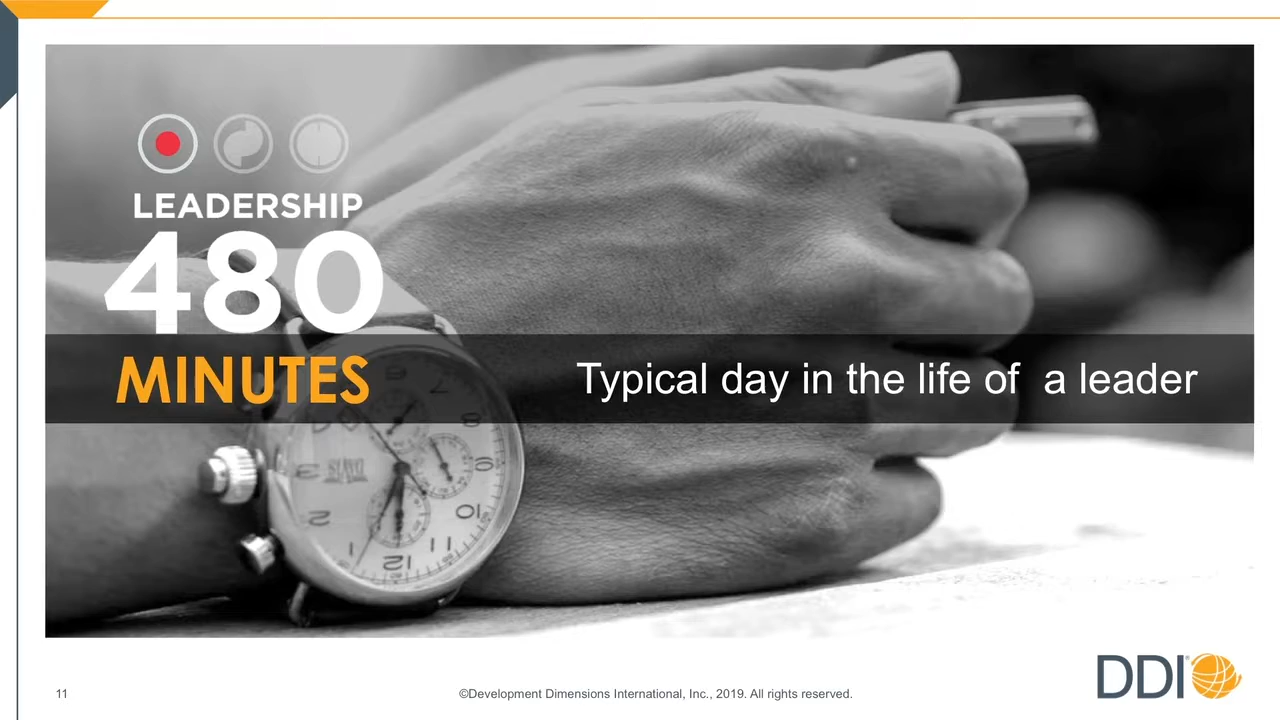 LEADERSHIP
480
MINUTES
Typical day in the life of  a leader
11
©Development Dimensions International, Inc., 2019. All rights reserved.
DDI®